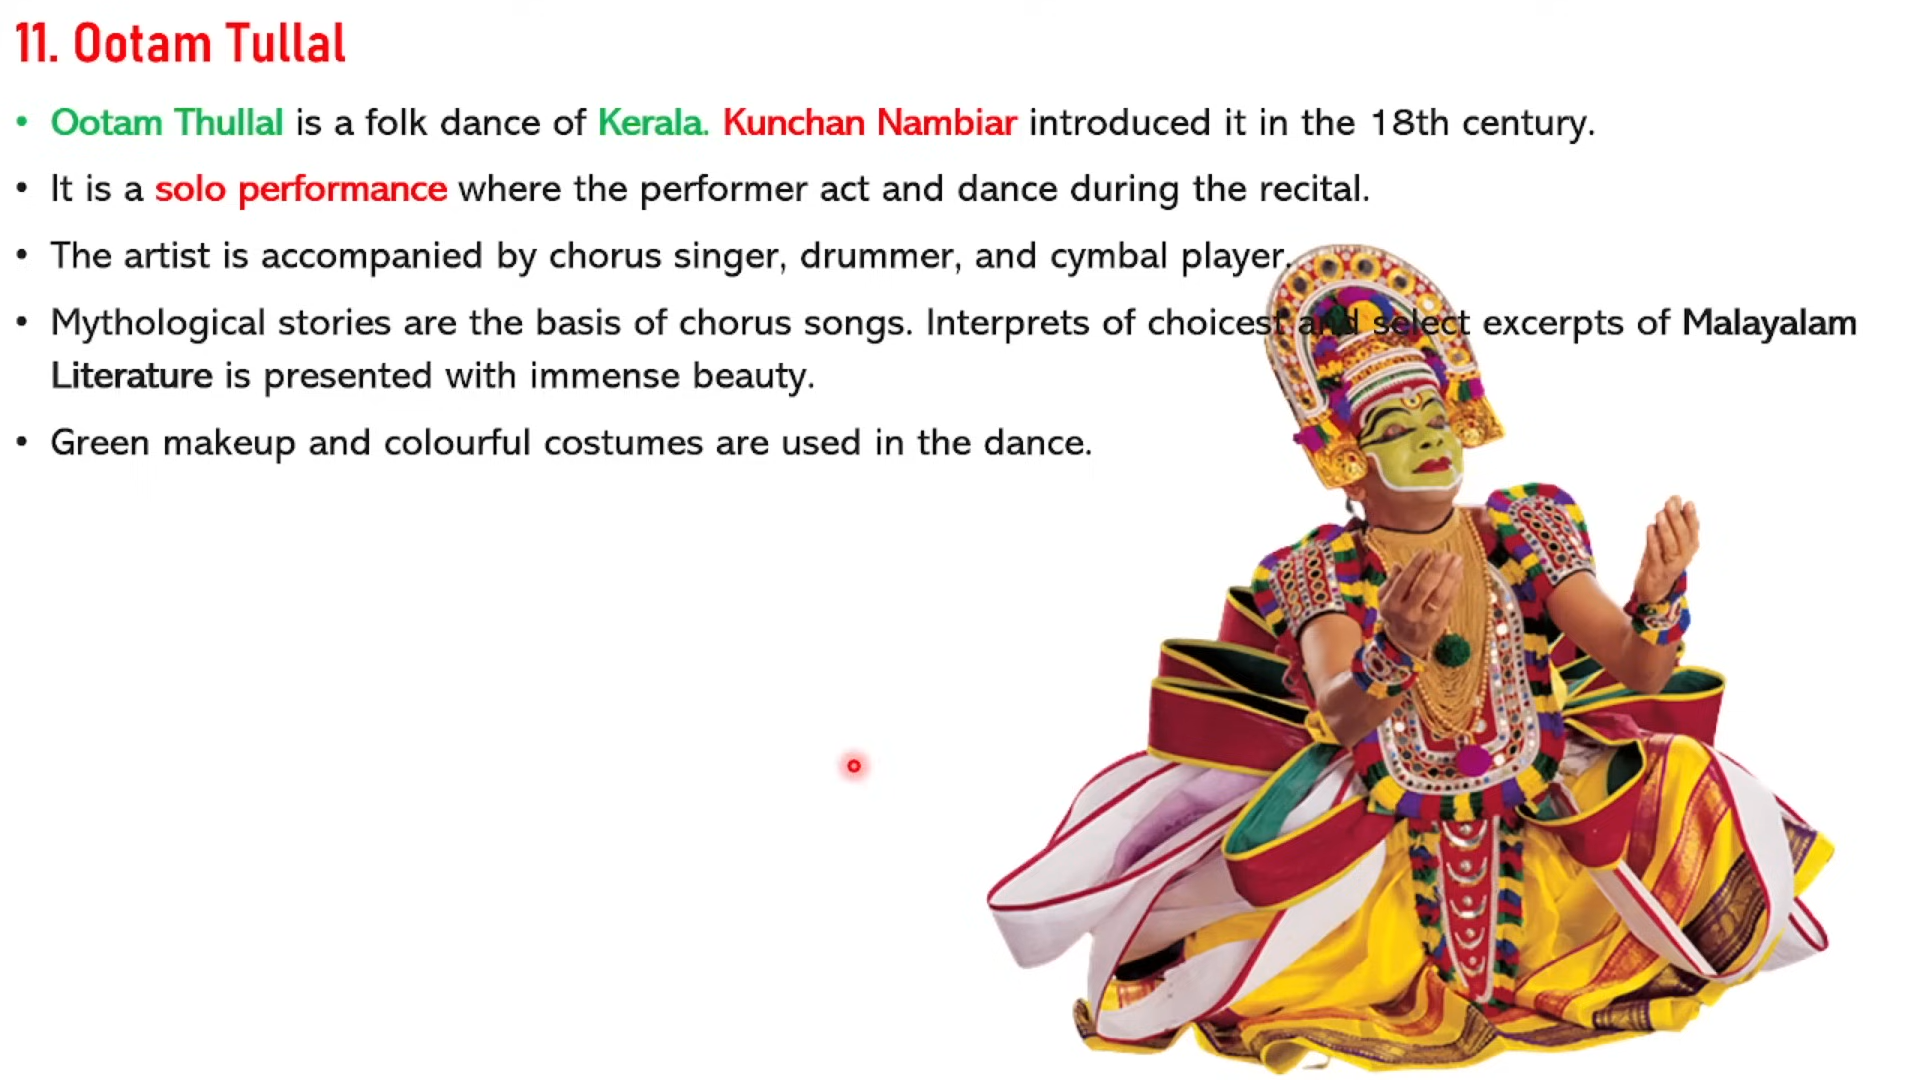 11. Ootam Tullal
• Ootam Thullal is a folk dance of Kerala. Kunchan Nambiar introduced it in the 18th century.
• It is a solo performance where the performer act and dance during the recital.
• The artist is accompanied by chorus singer, drummer, and cymbal player.
• Mythological stories are the basis of chorus songs. Interprets of choicest and select excerpts of Malayalam
Literature is presented with immense beauty.
• Green makeup and colourful costumes are used in the dance.